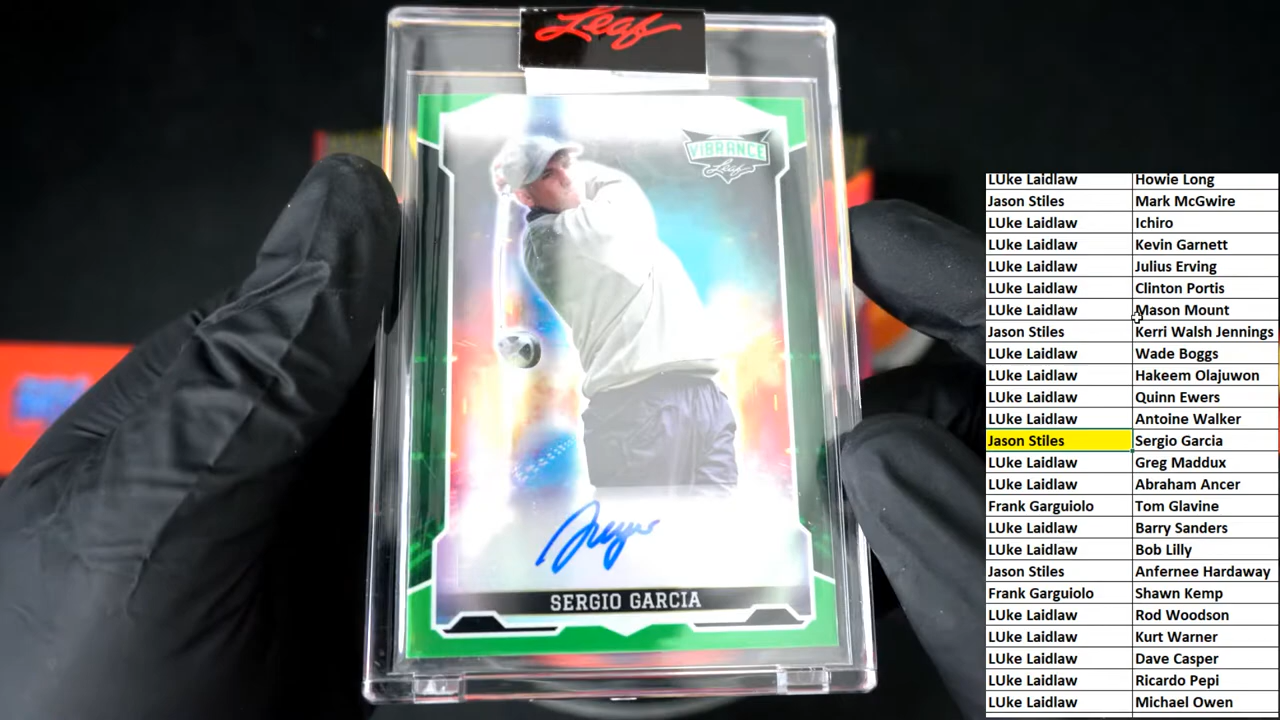 Leaf
VIBRANCE
Leaf
SERGIO GARCIA
LUke Laidlaw Howie Long
Jason Stiles Mark McGwire
LUke Laidlaw Ichiro
LUke Laidlaw Kevin Garnett
LUke Laidlaw Julius Erving
LUke Laidlaw Clinton Portis
LUke Laidlaw Mason Mount
Jason Stiles Kerri Walsh Jennings
LUke Laidlaw Wade Boggs
LUke Laidlaw Hakeem Olajuwon
LUke Laidlaw Quinn Ewers
LUke Laidlaw Antoine Walker
Jason Stiles Sergio Garcia
LUke Laidlaw Greg Maddux
LUke Laidlaw Abraham Ancer
Frank Garguiolo Tom Glavine
LUke Laidlaw Barry Sanders
LUke Laidlaw Bob Lilly
Jason Stiles Anfernee Hardaway
Frank Garguiolo Shawn Kemp
LUke Laidlaw Rod Woodson
LUke Laidlaw Kurt Warner
LUke Laidlaw Dave Casper
LUke Laidlaw Ricardo Pepi
LUke Laidlaw Michael Owen